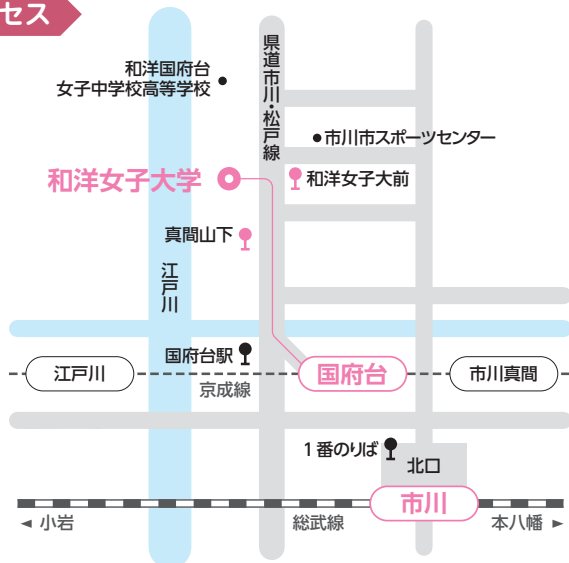 セス
和洋国府台
女子中学校高等学校
県道市川・松戸線
市川市スポーツセンター
和洋女子大学
和洋女子大前
真間山下
江戸川
国府台駅
江戸川
国府台
市川真間
京成線
1番のりば
北口
市川
◄ 小岩
総武線
本八幡 ►